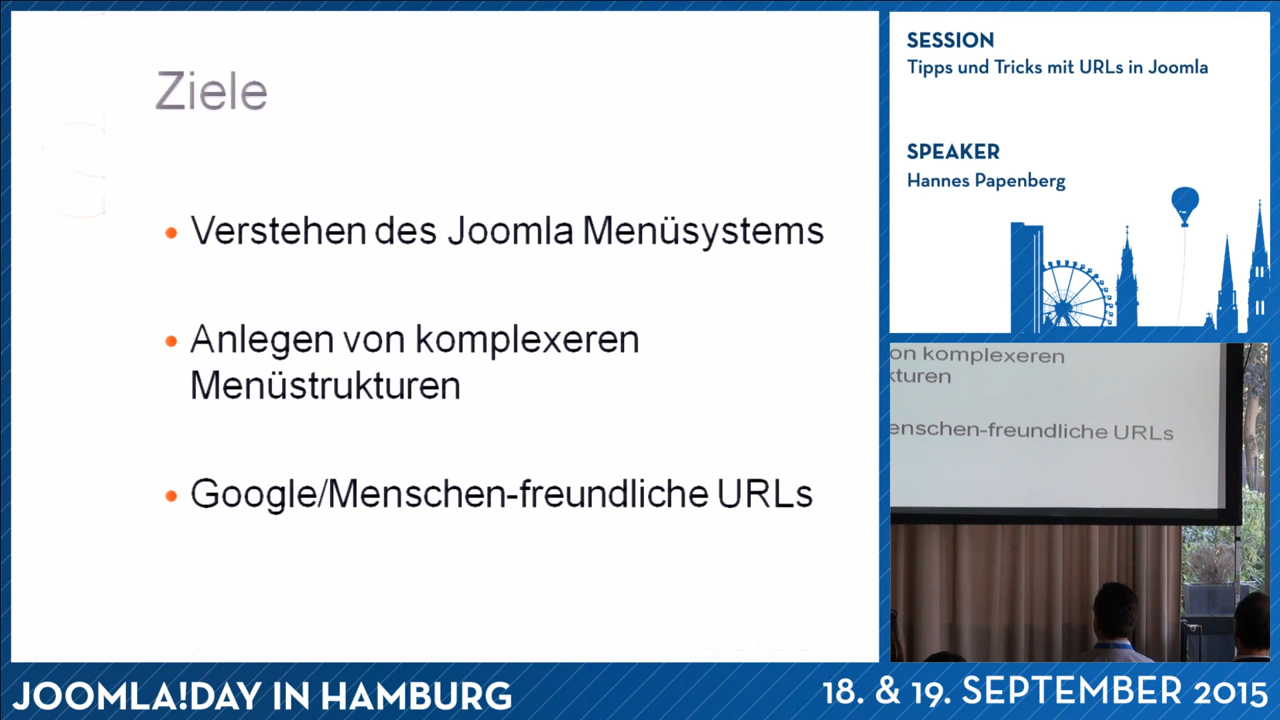 Ziele
• Verstehen des Joomla Menüsystems
• Anlegen von komplexeren
Menüstrukturen
• Google/Menschen-freundliche URLs
SESSION
Tipps und Tricks mit URLs in Joomla
SPEAKER
Hannes Papenberg
on komplexeren
kturen
enschen-freundliche URLs
JOOMLA!DAY IN HAMBURG
18. & 19. SEPTEMBER 2015